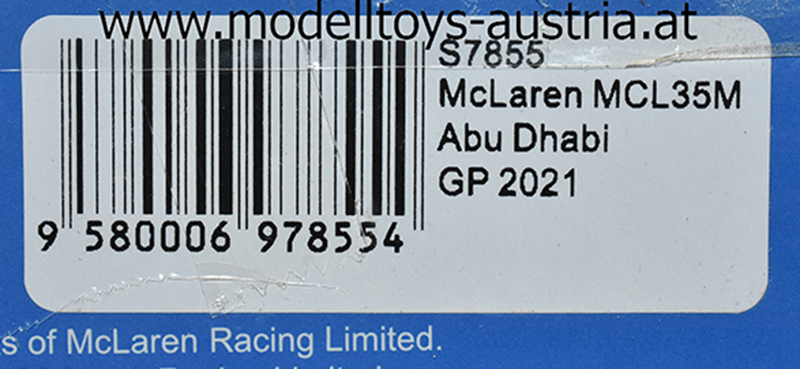 www.modelltoys-austria.at
S7855
McLaren MCL35M
Abu Dhabi
GP 2021
9 580006 978554
s of McLaren Racing Limited.